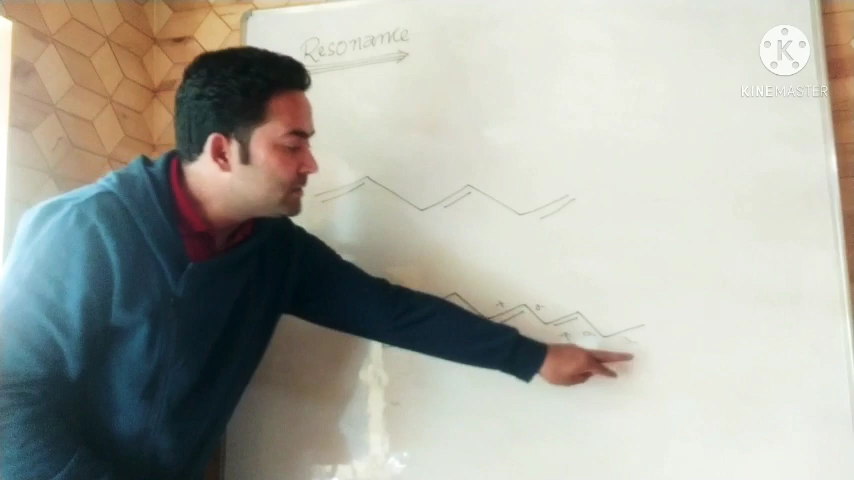 Resonance
K
KINEMASTER
π σ
π σ